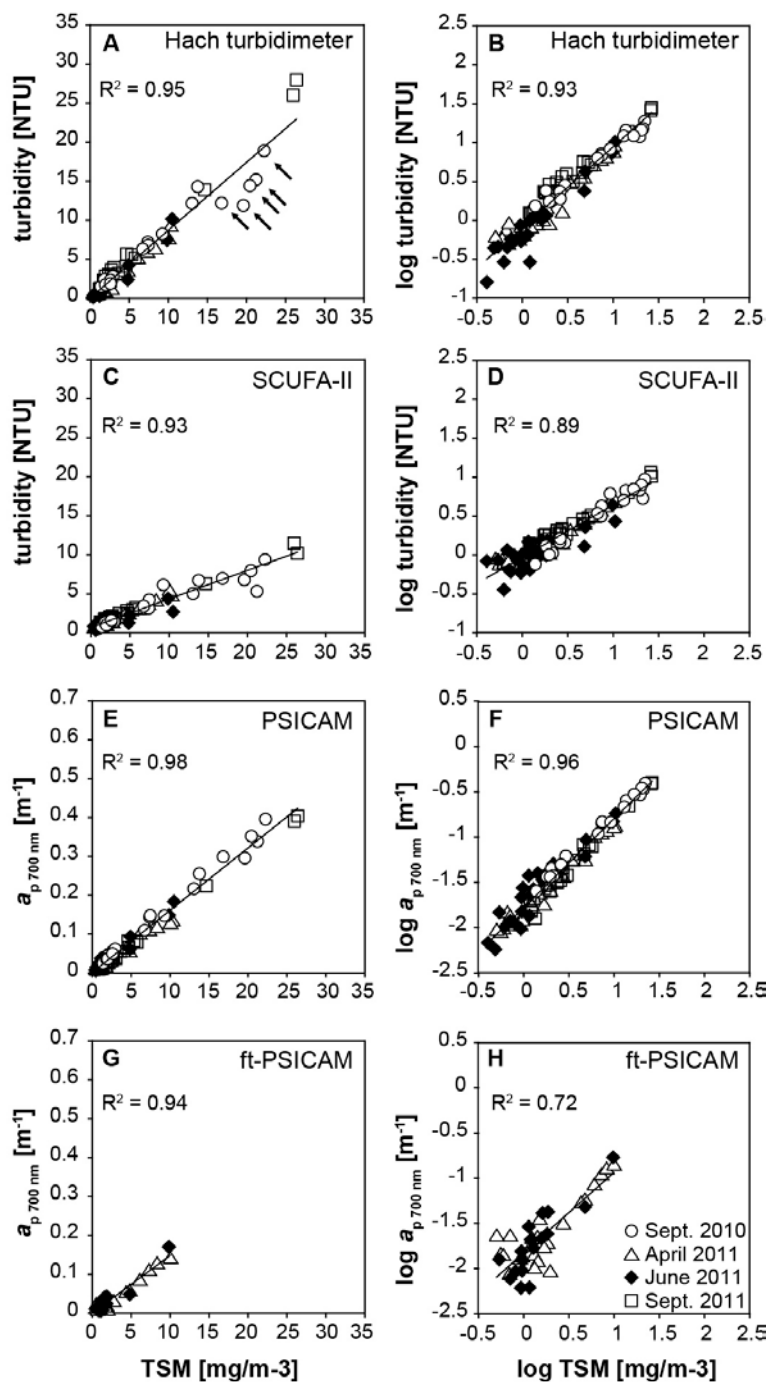 A Hach turbidimeter
R² = 0.95
turbidity [NTU]
35
30
25
20
15
10
5
0
0 5 10 15 20 25 30 35
B Hach turbidimeter
R² = 0.93
log turbidity [NTU]
2.5
2
1.5
1
0.5
0
-0.5
-1
-0.5 0.5 1.5 2.5
C SCUFA-II
R² = 0.93
turbidity [NTU]
35
30
25
20
15
10
5
0
0 5 10 15 20 25 30 35
D SCUFA-II
R² = 0.89
log turbidity [NTU]
2.5
2
1.5
1
0.5
0
-0.5
-1
-0.5 0.5 1.5 2.5
E PSICAM
R² = 0.98
a p 700 nm [m⁻¹]
0.7
0.6
0.5
0.4
0.3
0.2
0.1
0
0 5 10 15 20 25 30 35
F PSICAM
R² = 0.96
log a p 700 nm [m⁻¹]
0.5
0
-0.5
-1
-1.5
-2
-2.5
-0.5 0.5 1.5 2.5
G ft-PSICAM
R² = 0.94
a p 700 nm [m⁻¹]
0.7
0.6
0.5
0.4
0.3
0.2
0.1
0
0 5 10 15 20 25 30 35
TSM [mg/m-3]
H ft-PSICAM
R² = 0.72
log a p 700 nm [m⁻¹]
0.5
0
-0.5
-1
-1.5
-2
-2.5
Sept. 2010
April 2011
June 2011
Sept. 2011
-0.5 0.5 1.5 2.5
log TSM [mg/m-3]